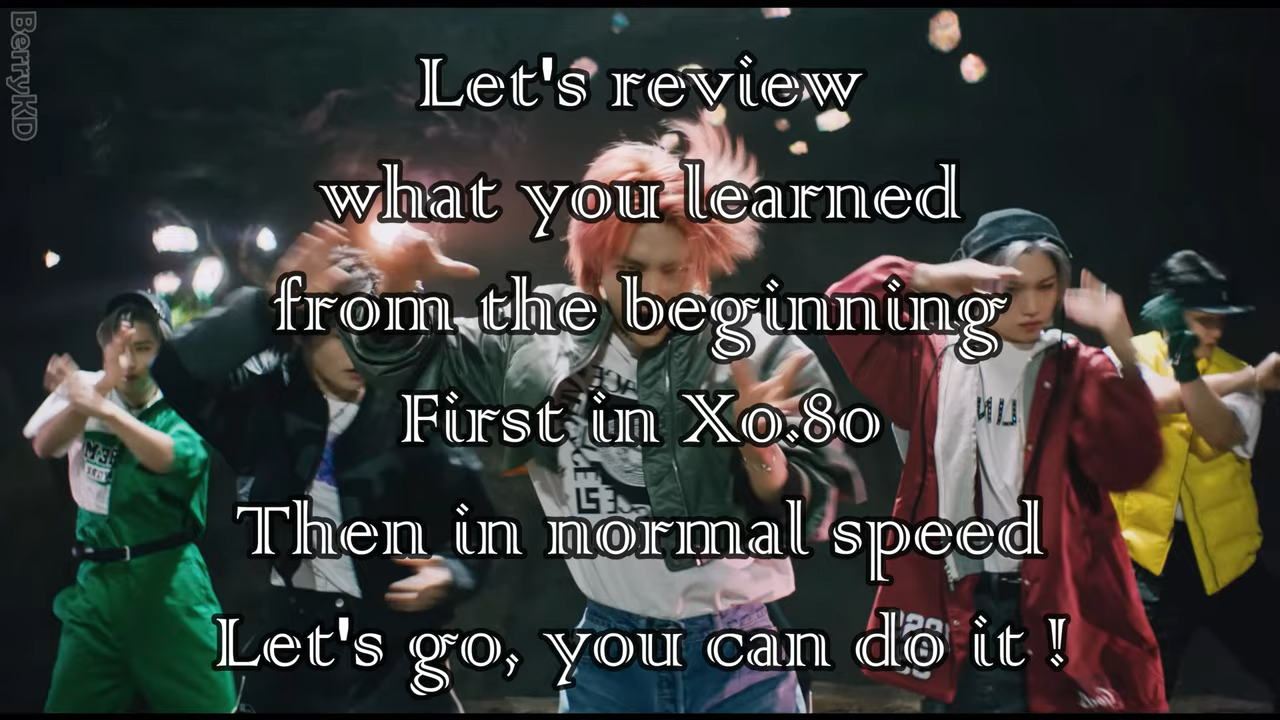 BerryKID
Let's review
what you learned
from the beginning
First in X0.80
Then in normal speed
Let's go, you can do it !